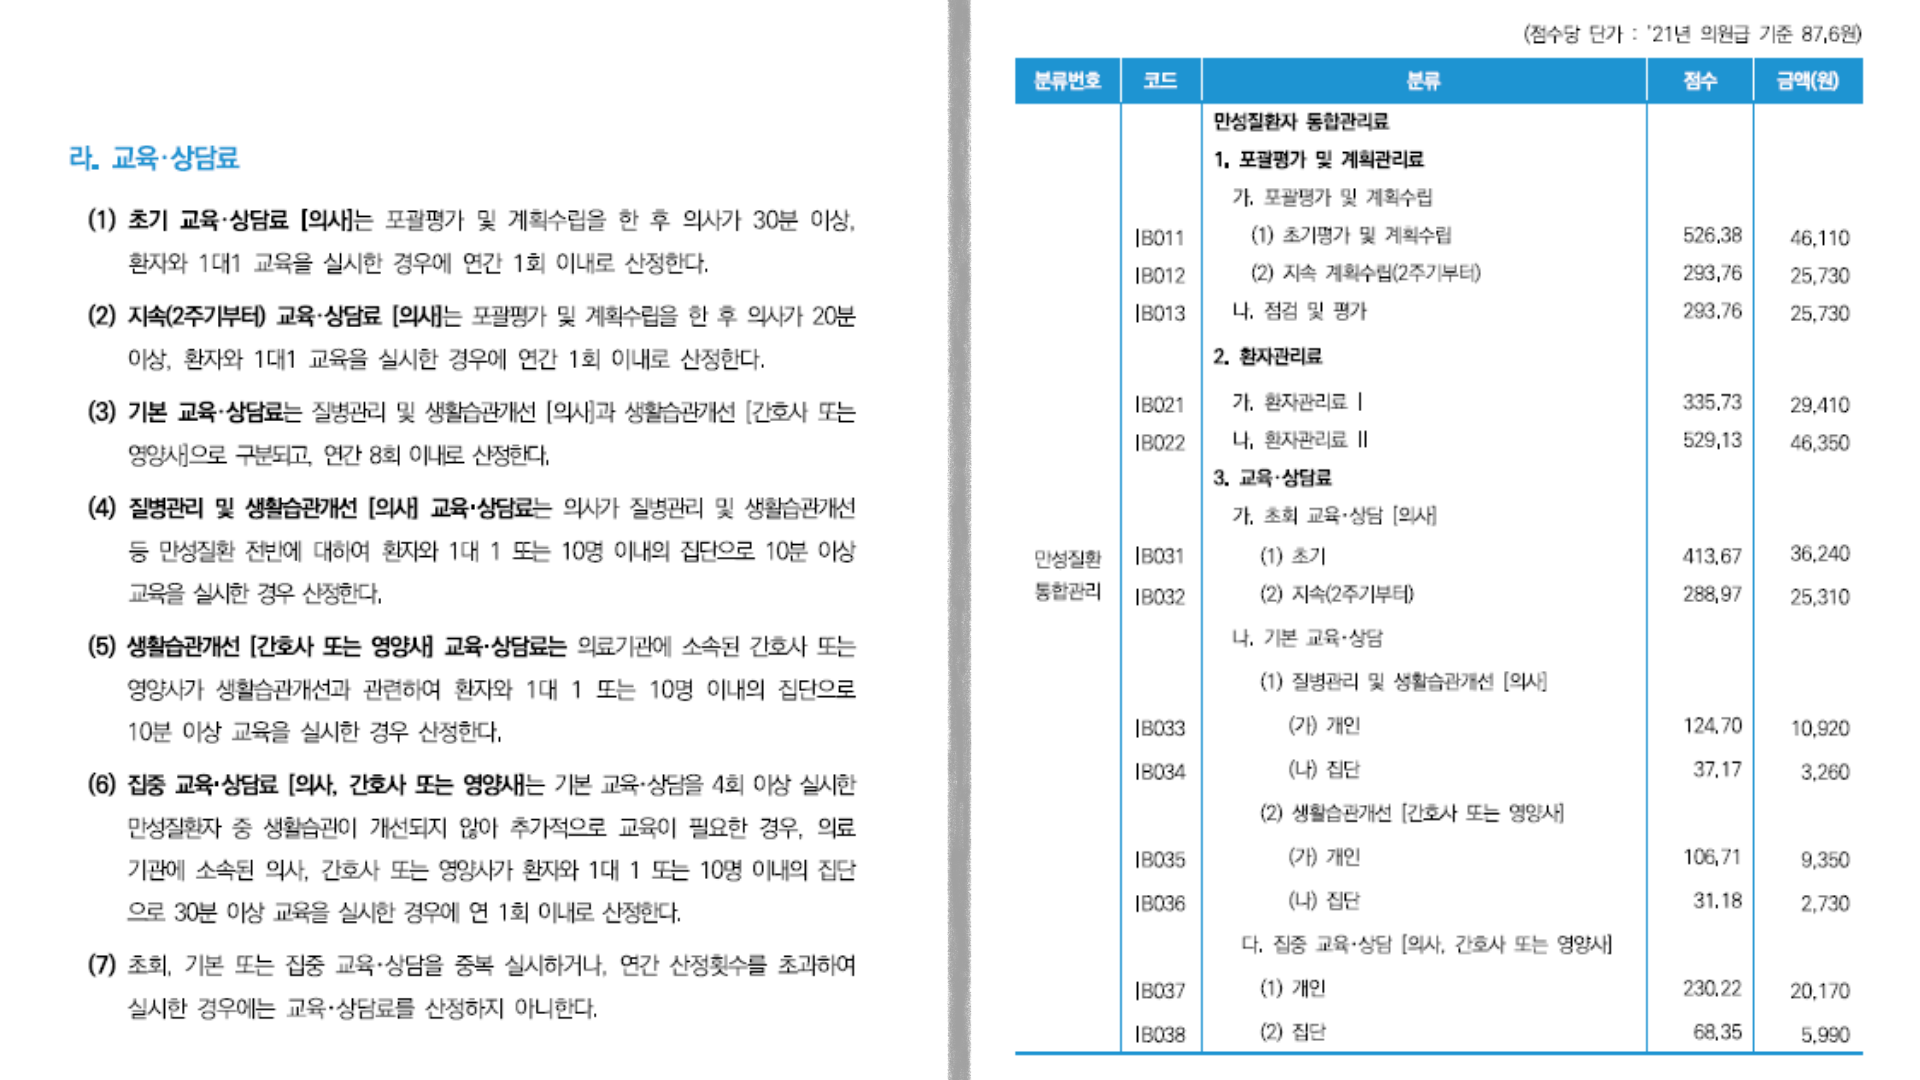 라. 교육·상담료
(1) 초기 교육·상담료 [의사]는 포괄평가 및 계획수립을 한 후 의사가 30분 이상,
환자와 1대1 교육을 실시한 경우에 연간 1회 이내로 산정한다.
(2) 지속(2주기부터) 교육·상담료 [의사]는 포괄평가 및 계획수립을 한 후 의사가 20분
이상, 환자와 1대1 교육을 실시한 경우에 연간 1회 이내로 산정한다.
(3) 기본 교육·상담료는 질병관리 및 생활습관개선 [의사]과 생활습관개선 [간호사 또는
영양사]으로 구분되고, 연간 8회 이내로 산정한다.
(4) 질병관리 및 생활습관개선 [의사] 교육·상담료는 의사가 질병관리 및 생활습관개선
등 만성질환 전반에 대하여 환자와 1대 1 또는 10명 이내의 집단으로 10분 이상
교육을 실시한 경우 산정한다.
(5) 생활습관개선 [간호사 또는 영양사] 교육·상담료는 의료기관에 소속된 간호사 또는
영양사가 생활습관개선과 관련하여 환자와 1대 1 또는 10명 이내의 집단으로
10분 이상 교육을 실시한 경우 산정한다.
(6) 집중 교육·상담료 [의사, 간호사 또는 영양사]는 기본 교육·상담을 4회 이상 실시한
만성질환자 중 생활습관이 개선되지 않아 추가적으로 교육이 필요한 경우, 의료
기관에 소속된 의사, 간호사 또는 영양사가 환자와 1대 1 또는 10명 이내의 집단
으로 30분 이상 교육을 실시한 경우에 연 1회 이내로 산정한다.
(7) 초회, 기본 또는 집중 교육·상담을 중복 실시하거나, 연간 산정횟수를 초과하여
실시한 경우에는 교육·상담료를 산정하지 아니한다.
(점수당 단가 : '21년 의원급 기준 87.6원)
분류번호 코드 분류 점수 금액(원)
만성질환자 통합관리료
1. 포괄평가 및 계획관리료
가. 포괄평가 및 계획수립
IB011 (1) 초기평가 및 계획수립 526.38 46,110
IB012 (2) 지속 계획수립(2주기부터) 293.76 25,730
IB013 나. 점검 및 평가 293.76 25,730
2. 환자관리료
IB021 가. 환자관리료 Ⅰ 335.73 29,410
IB022 나. 환자관리료 Ⅱ 529.13 46,350
3. 교육·상담료
가. 초회 교육·상담 [의사]
만성질환 IB031 (1) 초기 413.67 36,240
통합관리 IB032 (2) 지속(2주기부터) 288.97 25,310
나. 기본 교육·상담
(1) 질병관리 및 생활습관개선 [의사]
IB033 (가) 개인 124.70 10,920
IB034 (나) 집단 37.17 3,260
(2) 생활습관개선 [간호사 또는 영양사]
IB035 (가) 개인 106.71 9,350
IB036 (나) 집단 31.18 2,730
다. 집중 교육·상담 [의사, 간호사 또는 영양사]
IB037 (1) 개인 230.22 20,170
IB038 (2) 집단 68.35 5,990